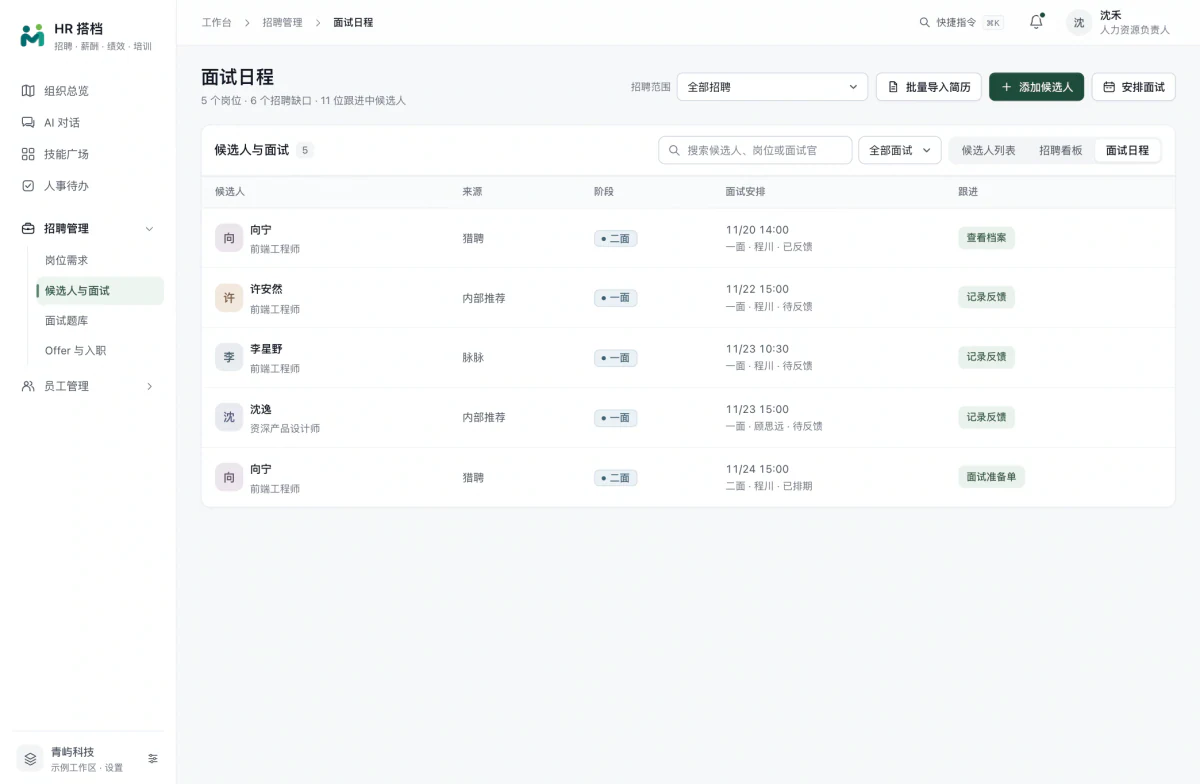 HR 搭档
招聘 · 薪酬 · 绩效 · 培训
组织总览
AI 对话
技能广场
人事待办
招聘管理
岗位需求
候选人与面试
面试题库
Offer 与入职
员工管理
青屿科技
示例工作区 · 设置
工作台 > 招聘管理 > 面试日程
快捷指令 ⌘K
沈
沈禾
人力资源负责人
面试日程
5 个岗位 · 6 个招聘缺口 · 11 位跟进中候选人
招聘范围 全部招聘
批量导入简历
+ 添加候选人
安排面试
候选人与面试 5
搜索候选人、岗位或面试官
全部面试
候选人列表 招聘看板 面试日程
候选人 来源 阶段 面试安排 跟进
向 向宁
前端工程师
猎聘
二面
11/20 14:00
一面 · 程川 · 已反馈
查看档案
许 许安然
前端工程师
内部推荐
一面
11/22 15:00
一面 · 程川 · 待反馈
记录反馈
李 李星野
前端工程师
脉脉
一面
11/23 10:30
一面 · 程川 · 待反馈
记录反馈
沈 沈逸
资深产品设计师
内部推荐
一面
11/23 15:00
一面 · 顾思远 · 待反馈
记录反馈
向 向宁
前端工程师
猎聘
二面
11/24 15:00
二面 · 程川 · 已排期
面试准备单